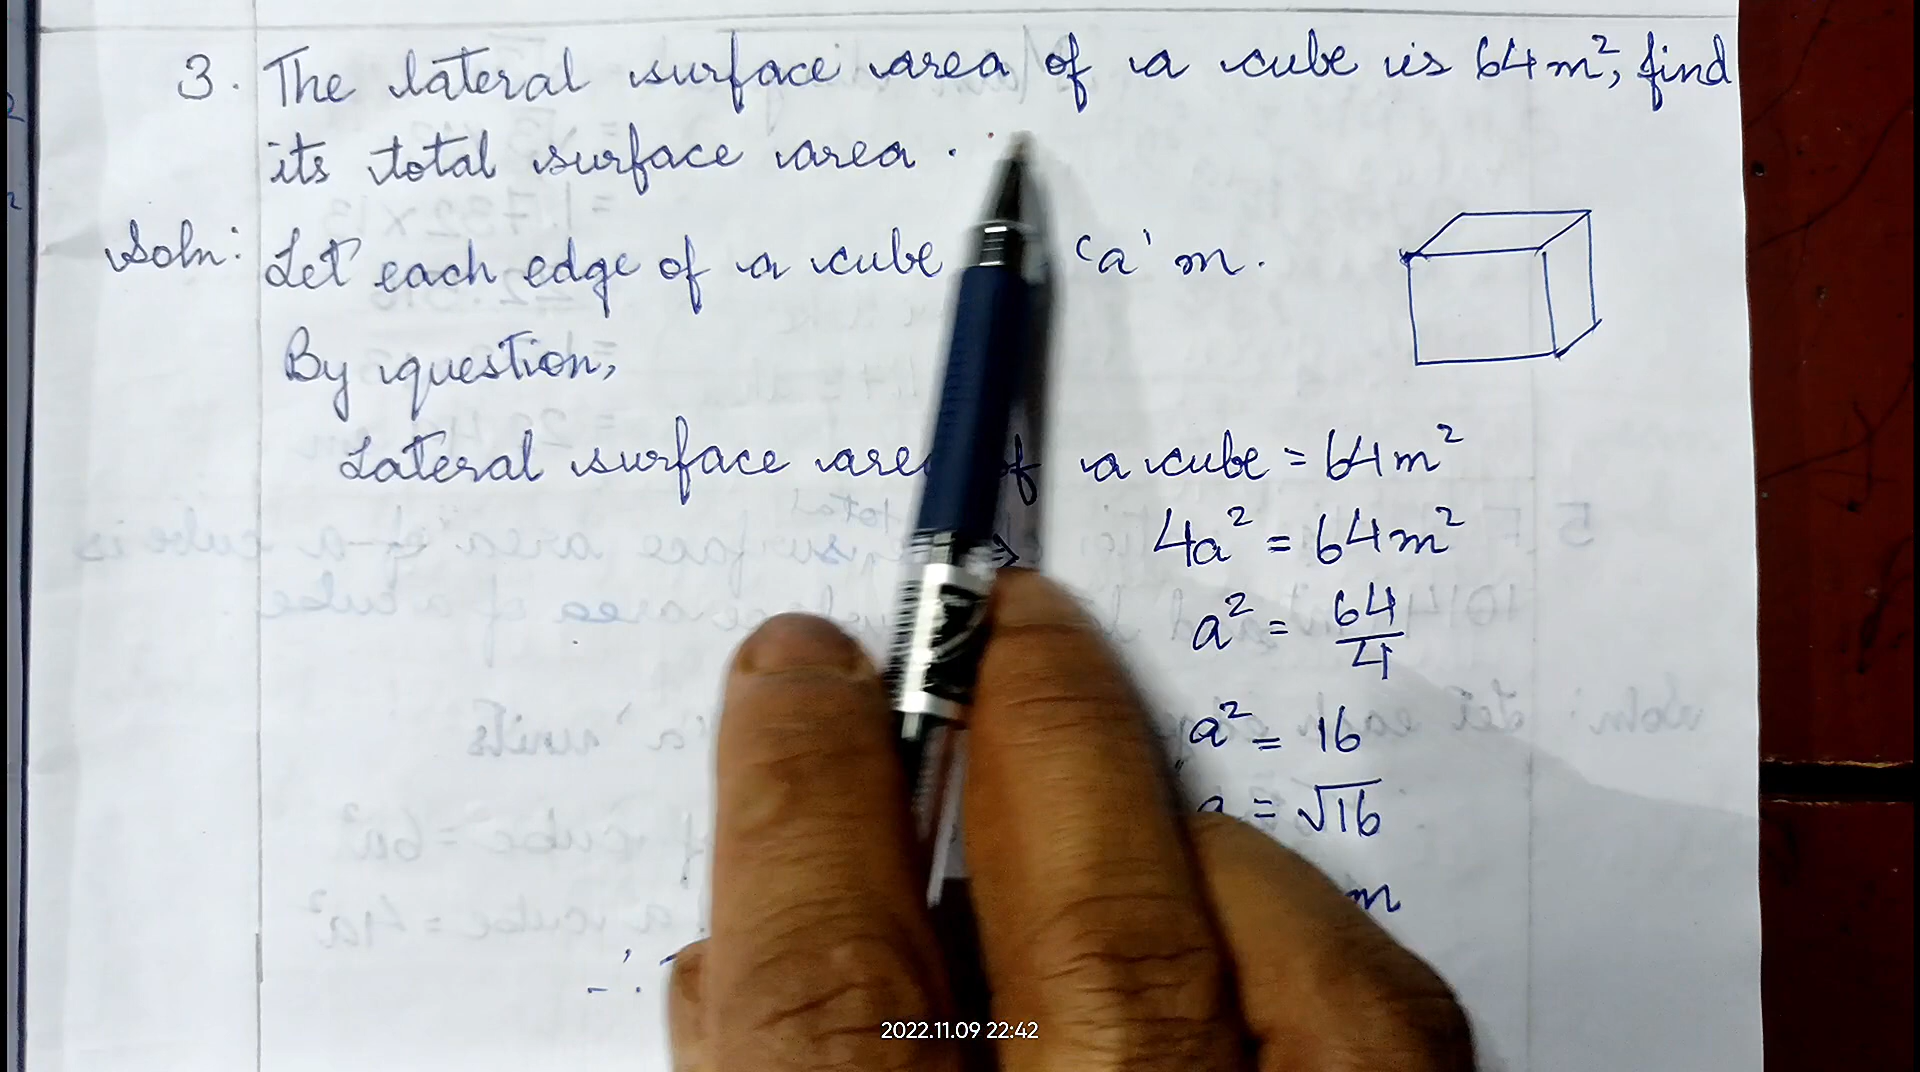 3. The lateral surface area of a cube is 64m², find
its total surface area.
Soln: Let each edge of a cube 'a' m.
By question,
Lateral surface area of a cube = 64m²
⇒ 4a² = 64m²
a² = 64/4
a² = 16
a = √16
m
∴
2022.11.09 22:42